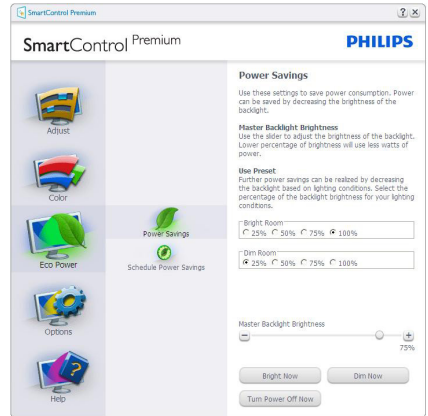 SmartControl Premium
SmartControl Premium
PHILIPS
Adjust
Color
Eco Power
Options
Help
Power Savings
Schedule Power Savings
Power Savings
Use these settings to save power consumption. Power
can be saved by decreasing the brightness of the
backlight.
Master Backlight Brightness
Use the slider to adjust the brightness of the backlight.
Lower percentage of brightness will use less watts of
power.
Use Preset
Further power savings can be realized by decreasing
the backlight based on lighting conditions. Select the
percentage of the backlight brightness for your lighting
conditions.
Bright Room
25% 50% 75% 100%
Dim Room
25% 50% 75% 100%
Master Backlight Brightness
75%
Bright Now Dim Now
Turn Power Off Now